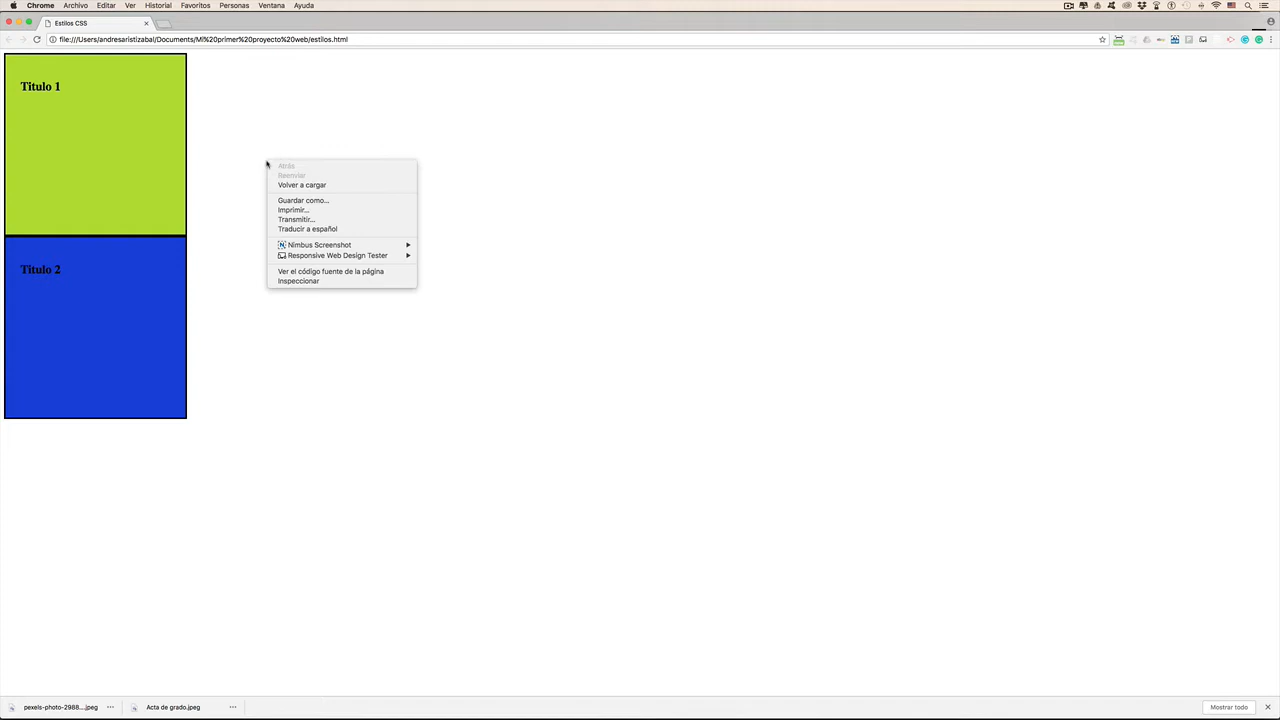 Chrome Archivo Editar Ver Historial Favoritos Personas Ventana Ayuda
Estilos CSS
file:///Users/andresaristizabal/Documents/Mi%20primer%20proyecto%20web/estilos.html
Titulo 1
Atrás
Reenviar
Volver a cargar
Guardar como...
Imprimir...
Transmitir...
Traducir a español
Nimbus Screenshot
Responsive Web Design Tester
Ver el código fuente de la página
Inspeccionar
Titulo 2
pexels-photo-2988....jpeg
Acta de grado.jpeg
Mostrar todo